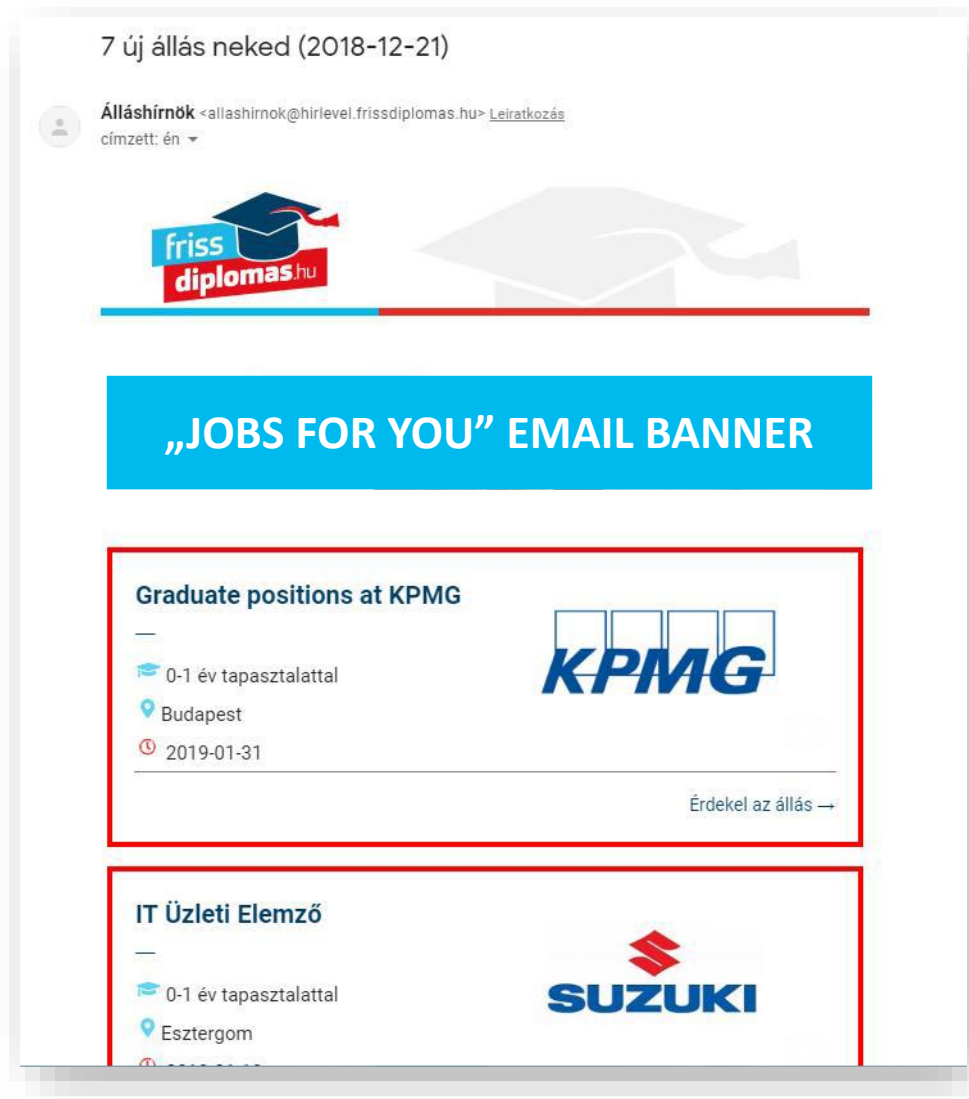 7 új állás neked (2018-12-21)
Álláshírnök <allashirnok@hirlevel.frissdiplomas.hu> Leiratkozás
címzett: én
friss
diplomas.hu
„JOBS FOR YOU” EMAIL BANNER
Graduate positions at KPMG
—
KPMG
0-1 év tapasztalattal
Budapest
2019-01-31
Érdekel az állás →
IT Üzleti Elemző
—
SUZUKI
0-1 év tapasztalattal
Esztergom